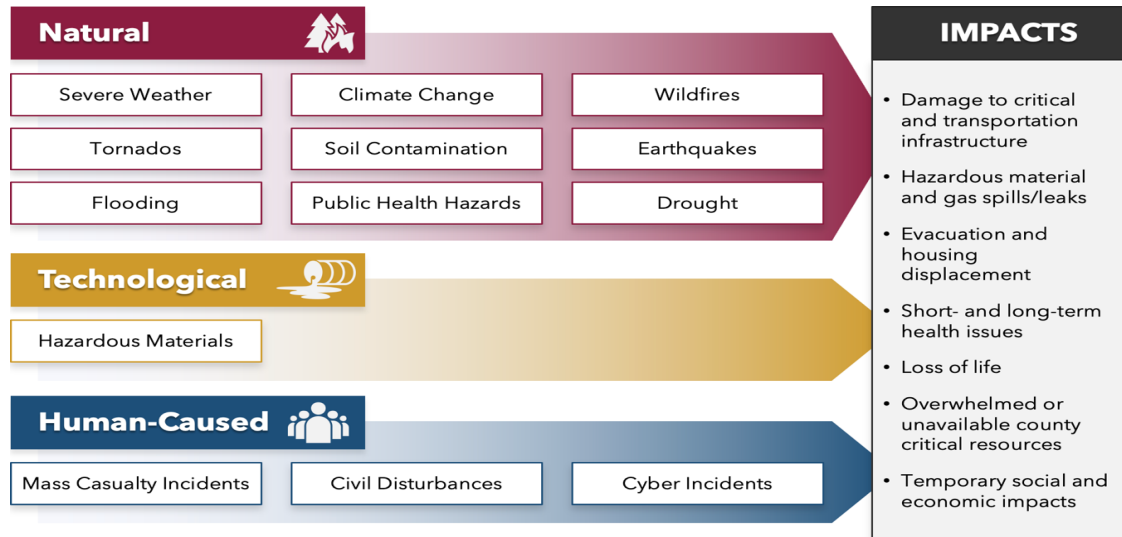 Natural
Severe Weather
Climate Change
Wildfires
Tornados
Soil Contamination
Earthquakes
Flooding
Public Health Hazards
Drought
Technological
Hazardous Materials
Human-Caused
Mass Casualty Incidents
Civil Disturbances
Cyber Incidents
IMPACTS
• Damage to critical
and transportation
infrastructure
• Hazardous material
and gas spills/leaks
• Evacuation and
housing
displacement
• Short- and long-term
health issues
• Loss of life
• Overwhelmed or
unavailable county
critical resources
• Temporary social and
economic impacts